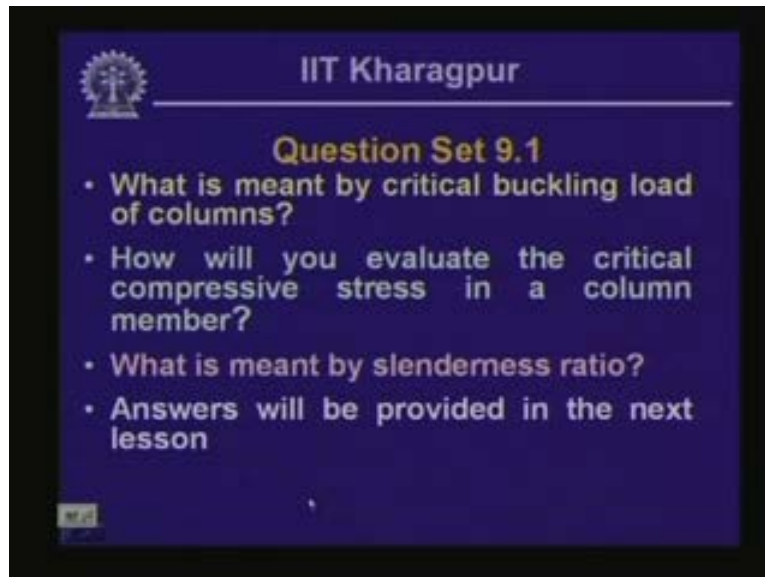 IIT Kharagpur
Question Set 9.1
• What is meant by critical buckling load
of columns?
• How will you evaluate the critical
compressive stress in a column
member?
• What is meant by slenderness ratio?
• Answers will be provided in the next
lesson